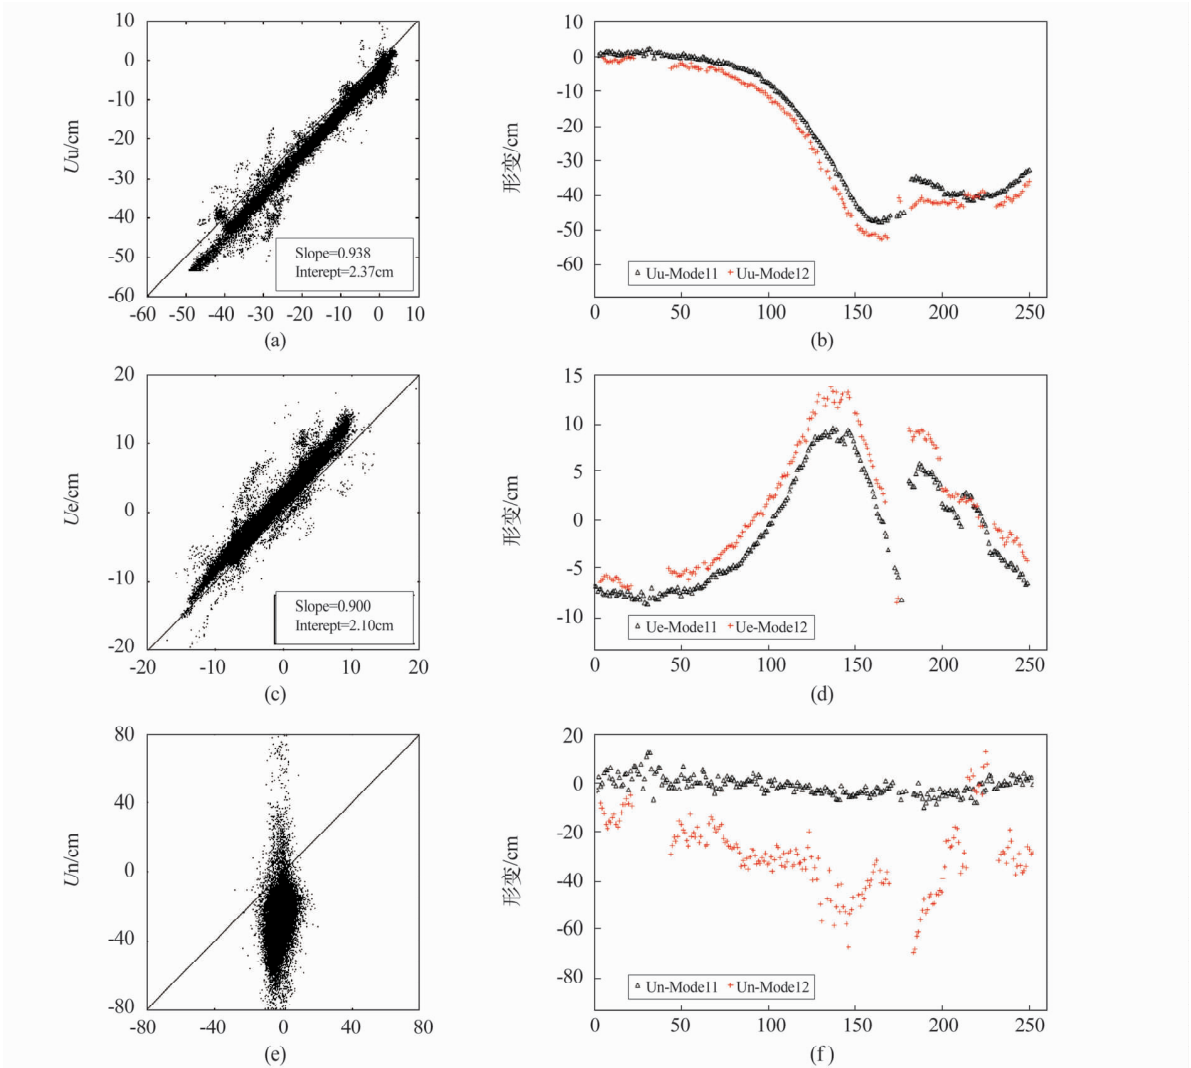 10
0
-10
-20
-30
-40
-50
-60
Uu/cm
Slope=0.938
Interept=2.37cm
-60 -50 -40 -30 -20 -10 0 10
(a)
10
0
-10
-20
-30
-40
-50
-60
形变/cm
Uu-Mode11 Uu-Mode12
0 50 100 150 200 250
(b)
20
10
0
-10
-20
Ue/cm
Slope=0.900
Interept=2.10cm
-20 -10 0 10 20
(c)
15
10
5
0
-5
-10
形变/cm
Ue-Mode11 Ue-Mode12
0 50 100 150 200 250
(d)
80
40
0
-40
-80
Un/cm
-80 -40 0 40 80
(e)
20
0
-20
-40
-60
-80
形变/cm
Un-Mode11 Un-Mode12
0 50 100 150 200 250
(f)